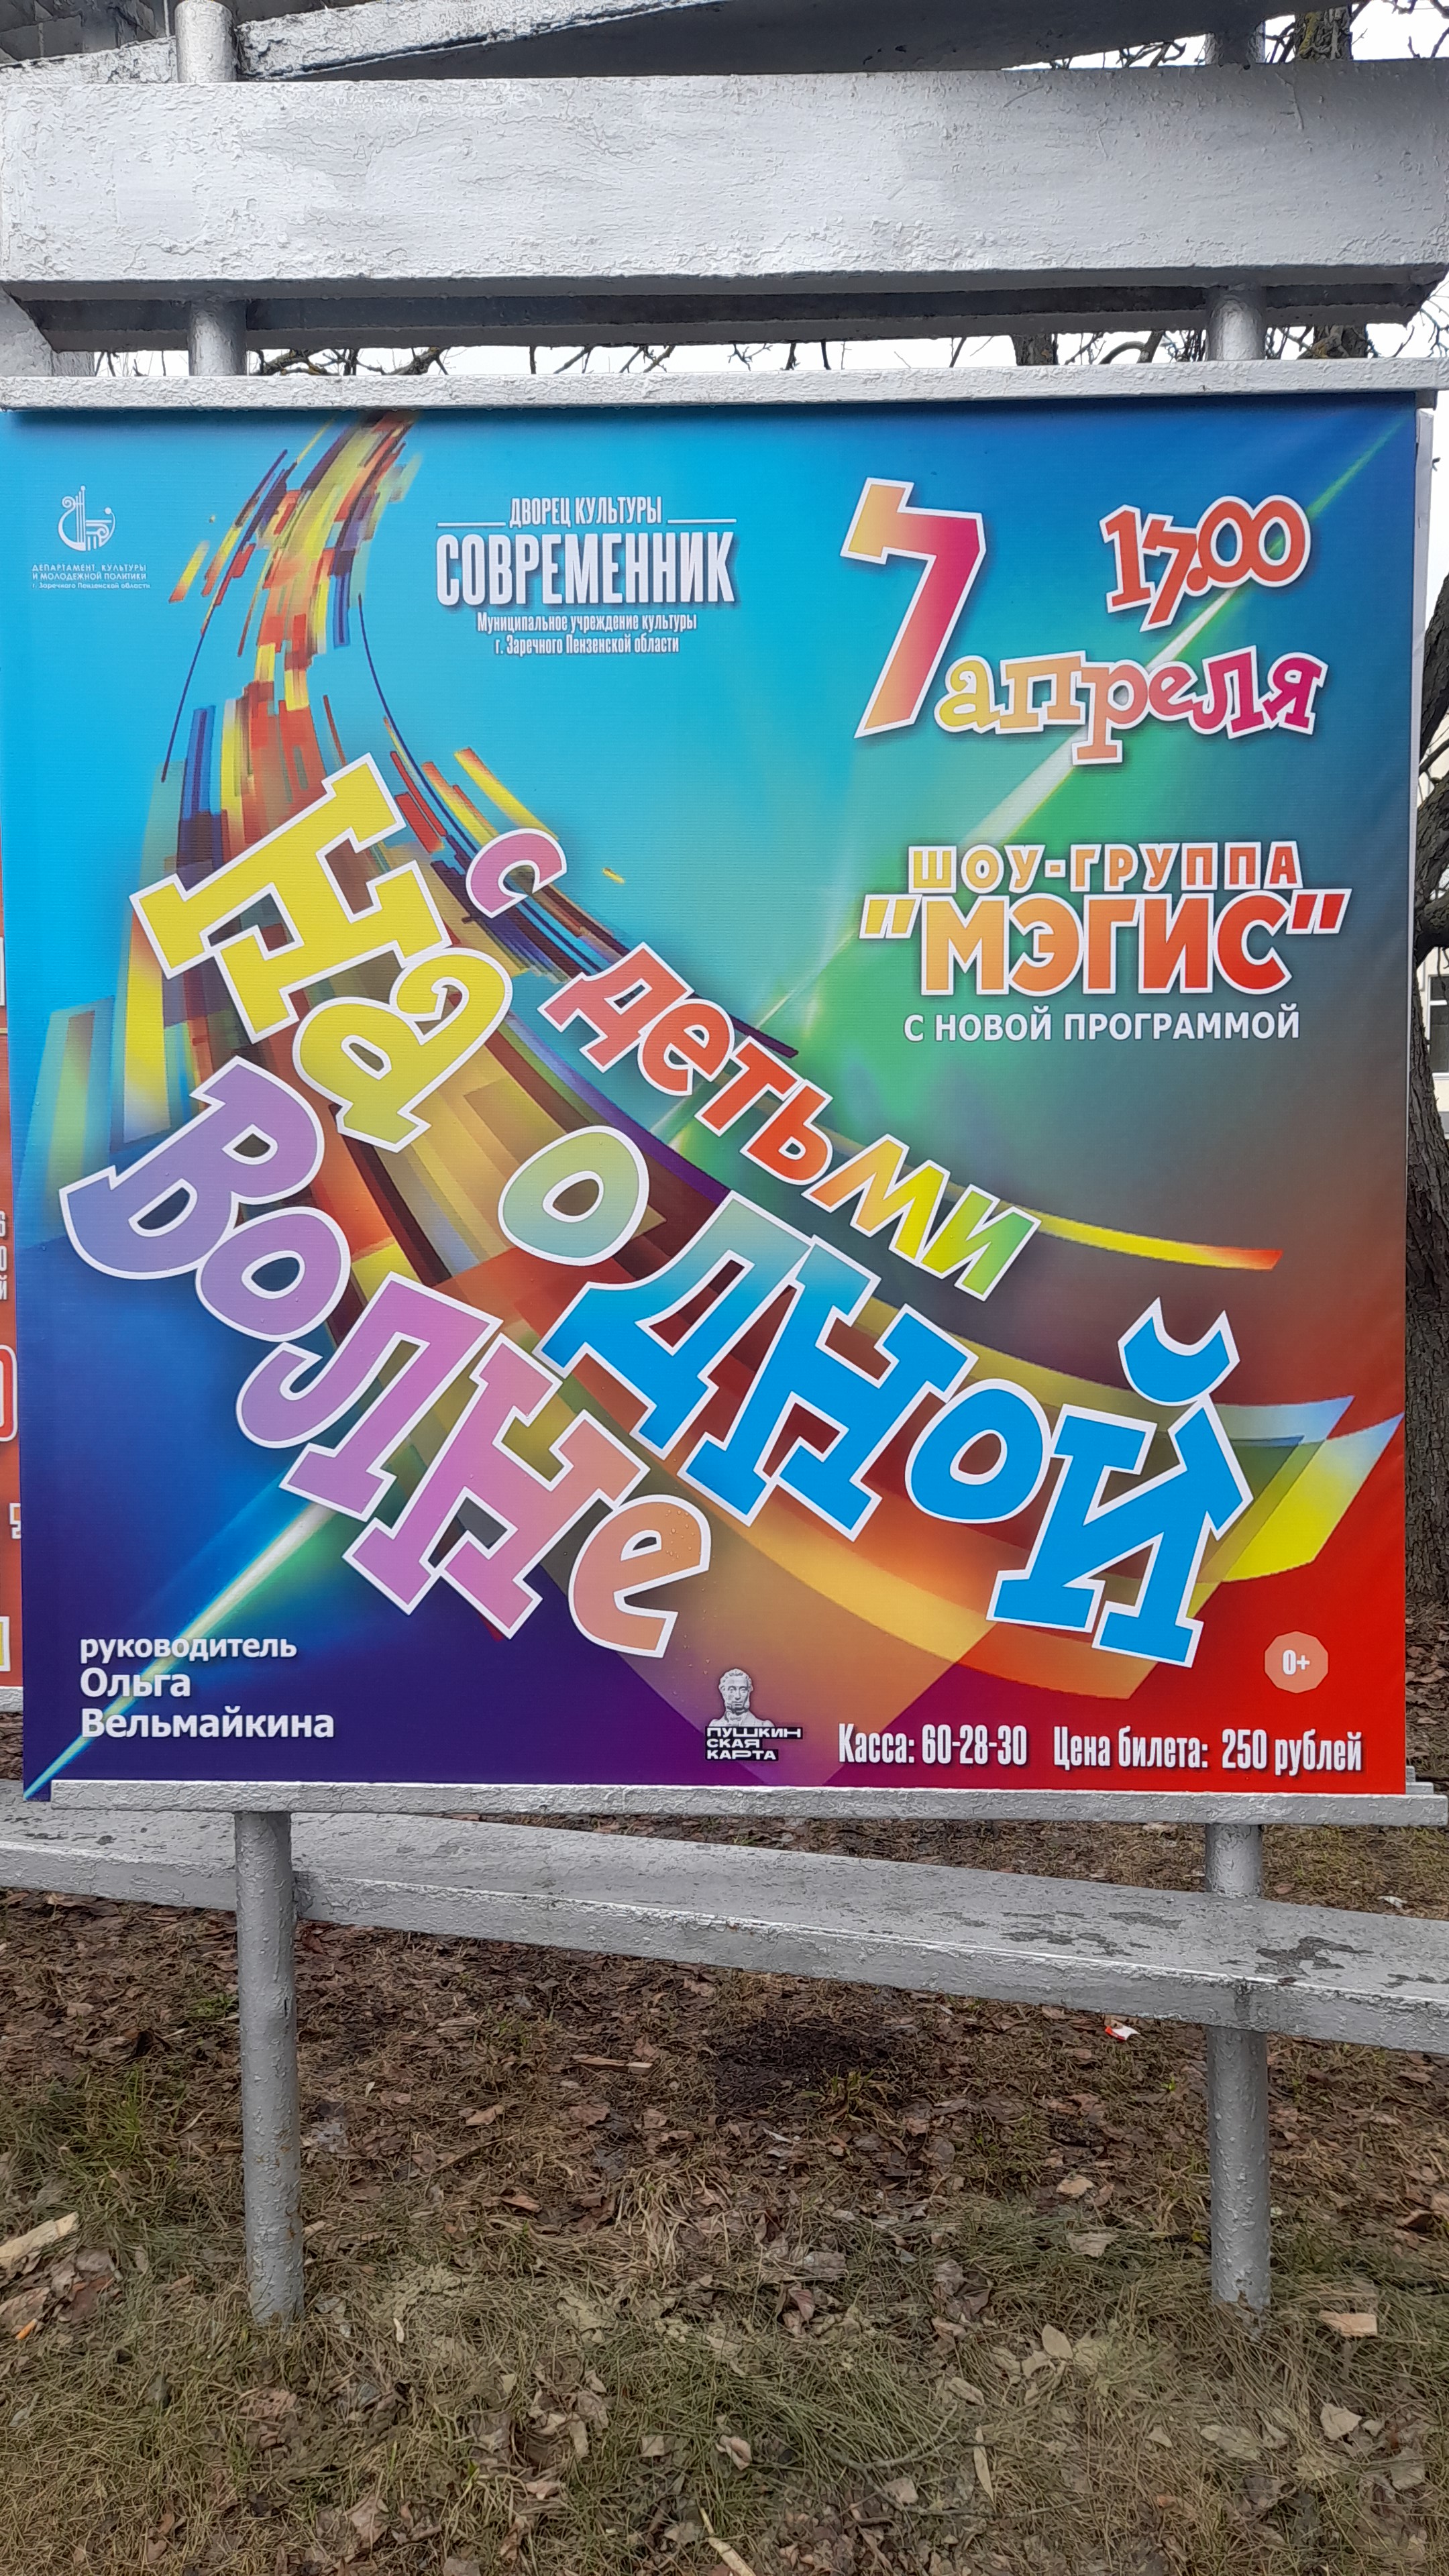 ДЕПАРТАМЕНТ КУЛЬТУРЫ
И МОЛОДЕЖНОЙ ПОЛИТИКИ
г. Заречного Пензенской области
ДВОРЕЦ КУЛЬТУРЫ
СОВРЕМЕННИК
Муниципальное учреждение культуры
г. Заречного Пензенской области
17.00
7 апреля
ШОУ-ГРУППА
"МЭГИС"
С НОВОЙ ПРОГРАММОЙ
с детьми
На одной
волне
руководитель
Ольга
Вельмайкина
ПУШКИН
СКАЯ
КАРТА
Касса: 60-28-30 Цена билета: 250 рублей
0+